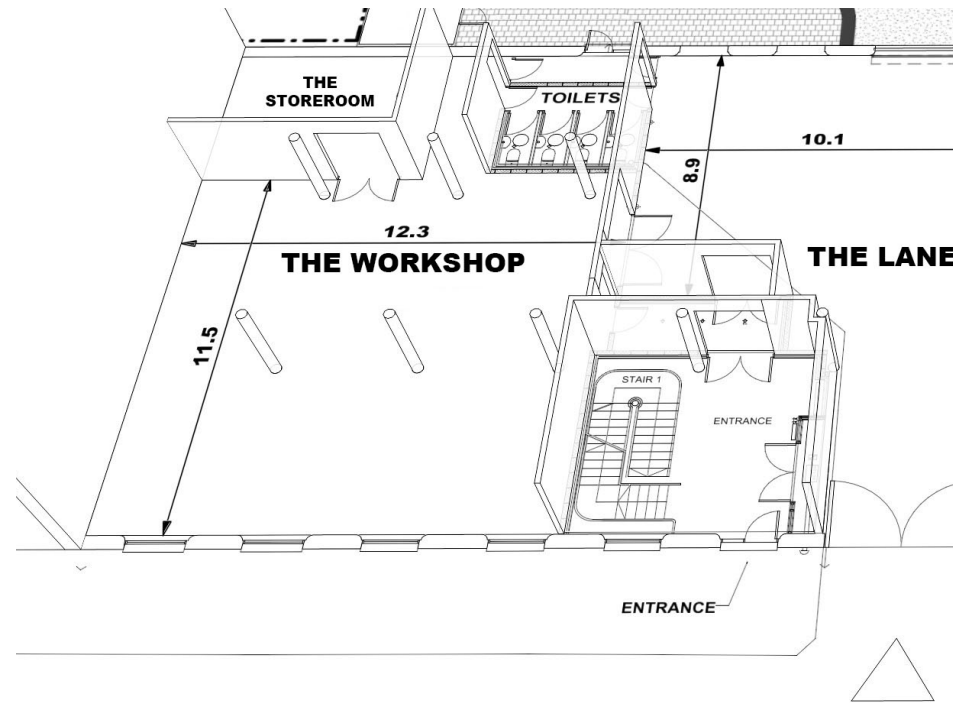 THE
STOREROOM
TOILETS
10.1
8.9
12.3
THE WORKSHOP
THE LANE
11.5
STAIR 1
ENTRANCE
ENTRANCE